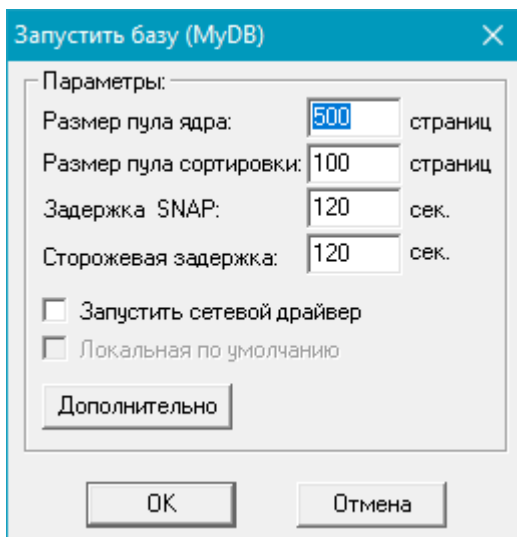 Запустить базу (MyDB)
Параметры:
Размер пула ядра: 500 страниц
Размер пула сортировки: 100 страниц
Задержка SNAP: 120 сек.
Сторожевая задержка: 120 сек.
Запустить сетевой драйвер
Локальная по умолчанию
Дополнительно
OK Отмена